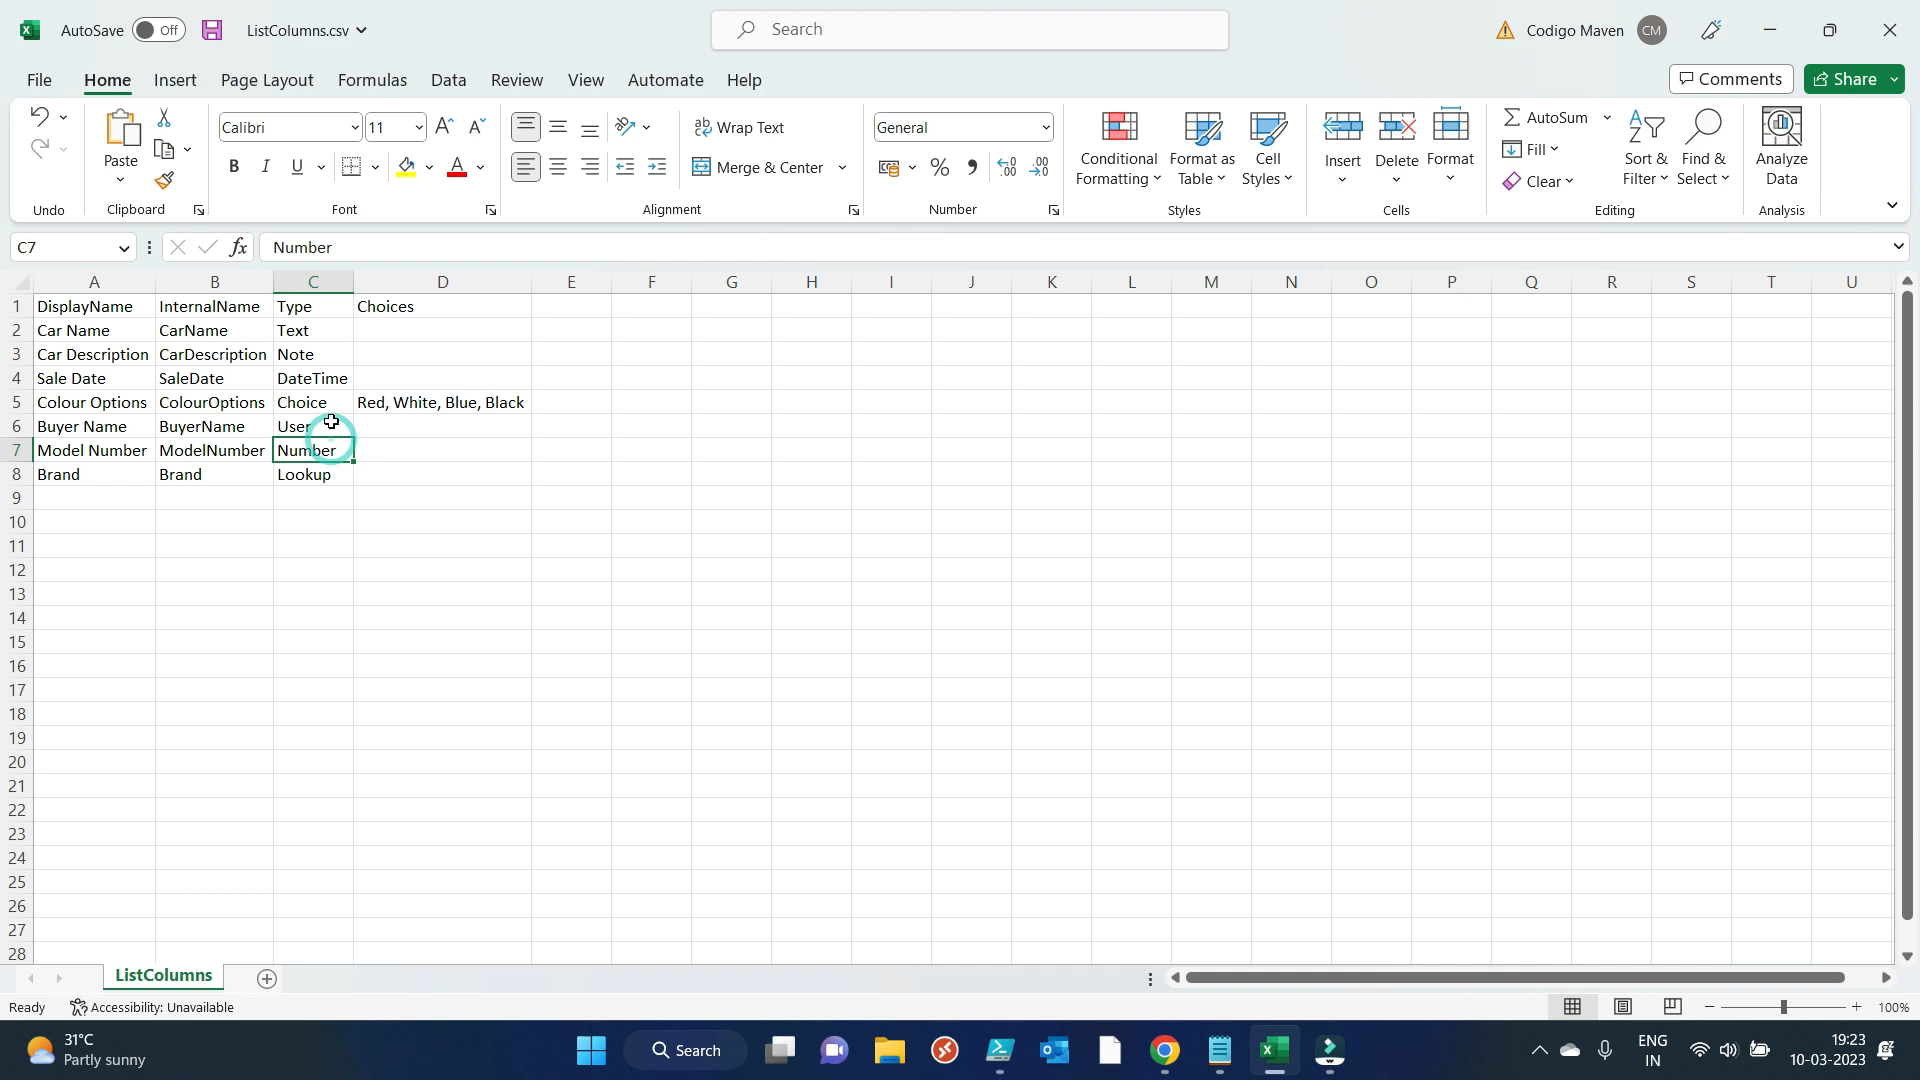 AutoSave Off ListColumns.csv Search Codigo Maven CM
File Home Insert Page Layout Formulas Data Review View Automate Help Comments Share
Calibri 11 Wrap Text General AutoSum
Paste Merge & Center Conditional Formatting Format as Table Cell Styles Insert Delete Format Fill Clear Sort & Filter Find & Select Analyze Data
Undo Clipboard Font Alignment Number Styles Cells Editing Analysis
C7 fx Number
A B C D E F G H I J K L M N O P Q R S T U
1 DisplayName InternalName Type Choices
2 Car Name CarName Text
3 Car Description CarDescription Note
4 Sale Date SaleDate DateTime
5 Colour Options ColourOptions Choice Red, White, Blue, Black
6 Buyer Name BuyerName User
7 Model Number ModelNumber Number
8 Brand Brand Lookup
9
10
11
12
13
14
15
16
17
18
19
20
21
22
23
24
25
26
27
28
ListColumns
Ready Accessibility: Unavailable 100%
31°C
Partly sunny
Search
ENG
IN
19:23
10-03-2023